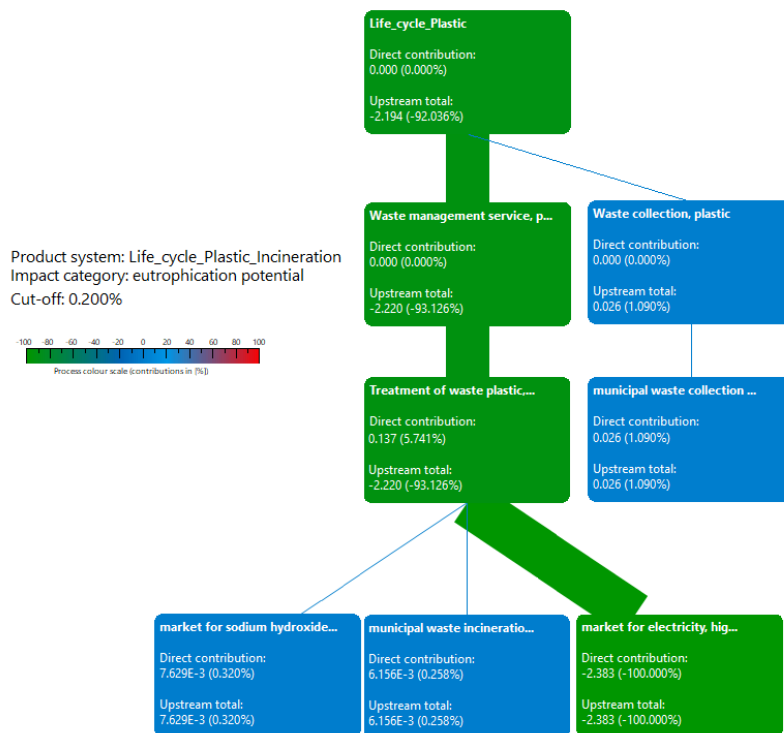 Life_cycle_Plastic
Direct contribution:
0.000 (0.000%)
Upstream total:
-2.194 (-92.036%)
Waste management service, p...
Direct contribution:
0.000 (0.000%)
Upstream total:
-2.220 (-93.126%)
Waste collection, plastic
Direct contribution:
0.000 (0.000%)
Upstream total:
0.026 (1.090%)
Product system: Life_cycle_Plastic_Incineration
Impact category: eutrophication potential
Cut-off: 0.200%
-100 -80 -60 -40 -20 0 20 40 60 80 100
Process colour scale (contributions in [%])
Treatment of waste plastic,...
Direct contribution:
0.137 (5.741%)
Upstream total:
-2.220 (-93.126%)
municipal waste collection ...
Direct contribution:
0.026 (1.090%)
Upstream total:
0.026 (1.090%)
market for sodium hydroxide...
Direct contribution:
7.629E-3 (0.320%)
Upstream total:
7.629E-3 (0.320%)
municipal waste incineratio...
Direct contribution:
6.156E-3 (0.258%)
Upstream total:
6.156E-3 (0.258%)
market for electricity, hig...
Direct contribution:
-2.383 (-100.000%)
Upstream total:
-2.383 (-100.000%)